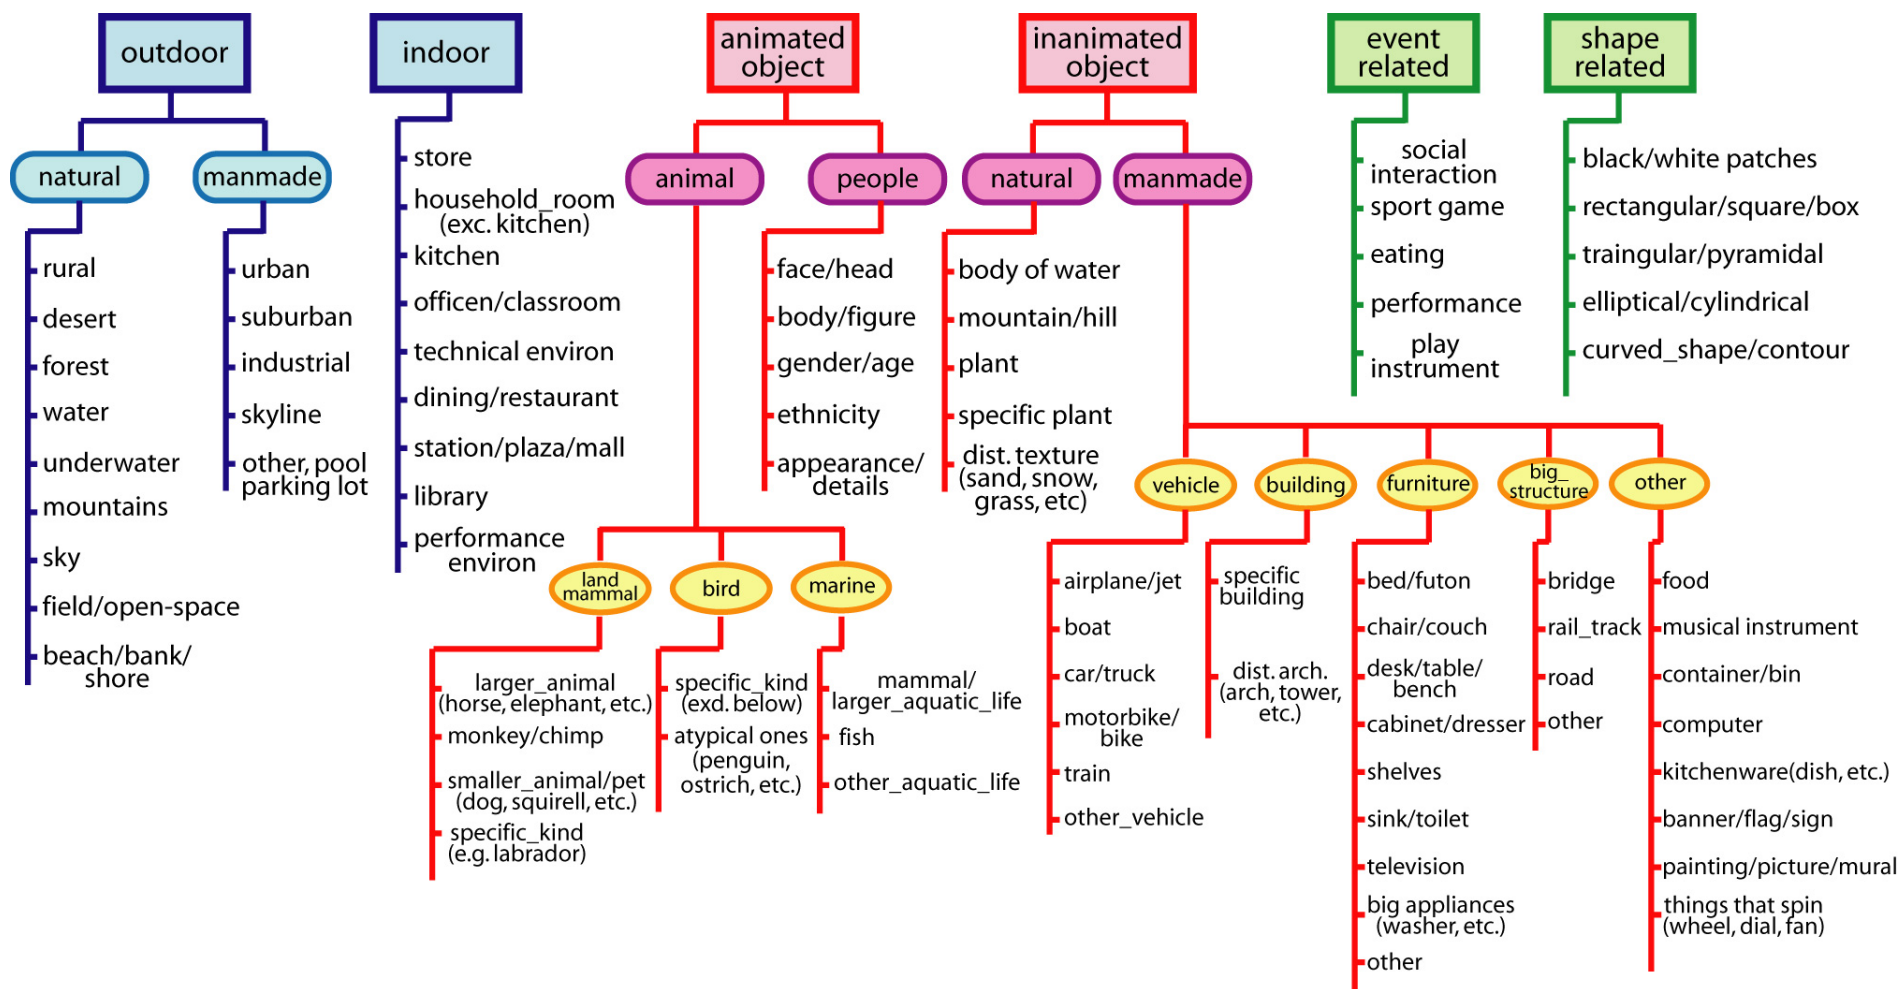 outdoor
natural
rural
desert
forest
water
underwater
mountains
sky
field/open-space
beach/bank/
shore
manmade
urban
suburban
industrial
skyline
other, pool
parking lot
indoor
store
household_room
(exc. kitchen)
kitchen
officen/classroom
technical environ
dining/restaurant
station/plaza/mall
library
performance
environ
animated
object
animal
land
mammal
larger_animal
(horse, elephant, etc.)
monkey/chimp
smaller_animal/pet
(dog, squirell, etc.)
specific_kind
(e.g. labrador)
bird
specific_kind
(exd. below)
atypical ones
(penguin,
ostrich, etc.)
marine
mammal/
larger_aquatic_life
fish
other_aquatic_life
people
face/head
body/figure
gender/age
ethnicity
appearance/
details
inanimated
object
natural
body of water
mountain/hill
plant
specific plant
dist. texture
(sand, snow,
grass, etc)
manmade
vehicle
airplane/jet
boat
car/truck
motorbike/
bike
train
other_vehicle
building
specific
building
dist. arch.
(arch, tower,
etc.)
furniture
bed/futon
chair/couch
desk/table/
bench
cabinet/dresser
shelves
sink/toilet
television
big appliances
(washer, etc.)
other
big_
structure
bridge
rail_track
road
other
other
food
musical instrument
container/bin
computer
kitchenware(dish, etc.)
banner/flag/sign
painting/picture/mural
things that spin
(wheel, dial, fan)
event
related
social
interaction
sport game
eating
performance
play
instrument
shape
related
black/white patches
rectangular/square/box
traingular/pyramidal
elliptical/cylindrical
curved_shape/contour